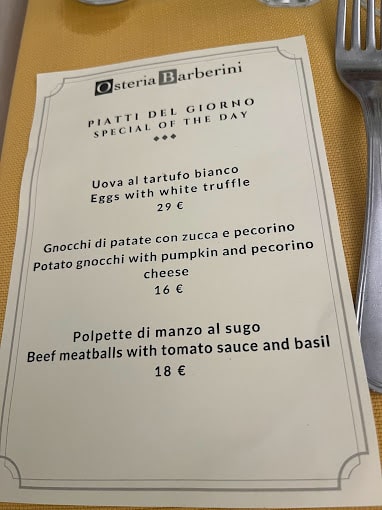 Osteria Barberini
PIATTI DEL GIORNO
SPECIAL OF THE DAY
Uova al tartufo bianco
Eggs with white truffle
29 €
Gnocchi di patate con zucca e pecorino
Potato gnocchi with pumpkin and pecorino
cheese
16 €
Polpette di manzo al sugo
Beef meatballs with tomato sauce and basil
18 €